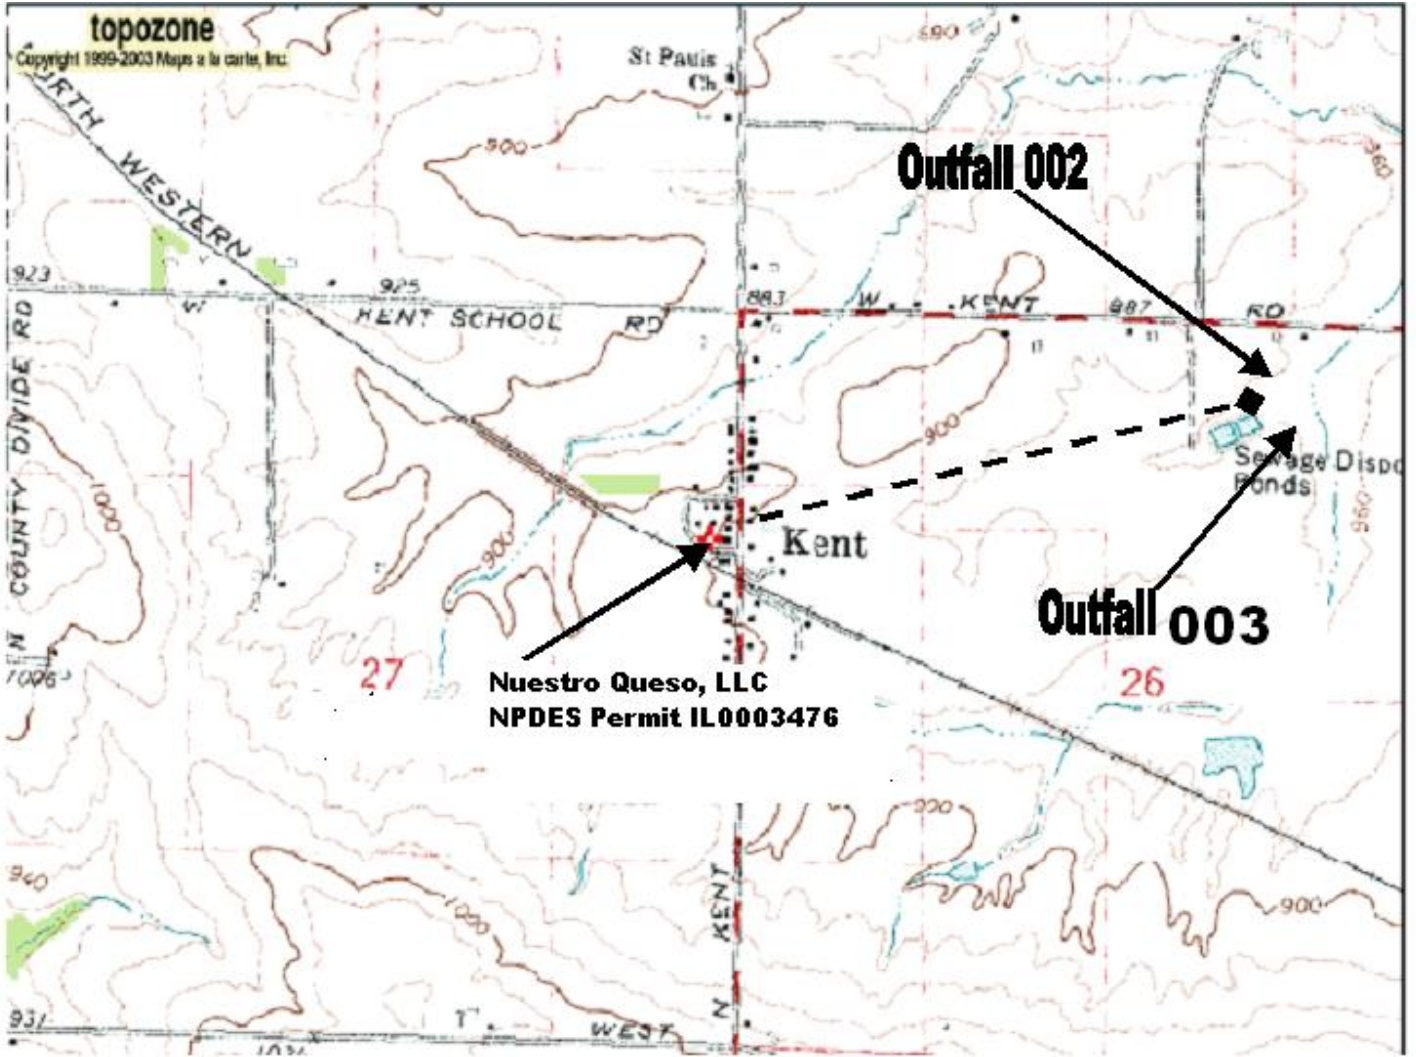 topozone
Copyright 1999-2003 Maps a la carte, Inc.
St Pauls
Ch
NORTH WESTERN
900
Outfall 002
923
925
KENT SCHOOL RD
883
W KENT 887 RD
N COUNTY DIVIDE RD
1000
900
900
Sewage Dispo
Ponds
Kent
Outfall 003
27
26
Nuestro Queso, LLC
NPDES Permit IL0003476
900
N KENT
1000
931
WEST